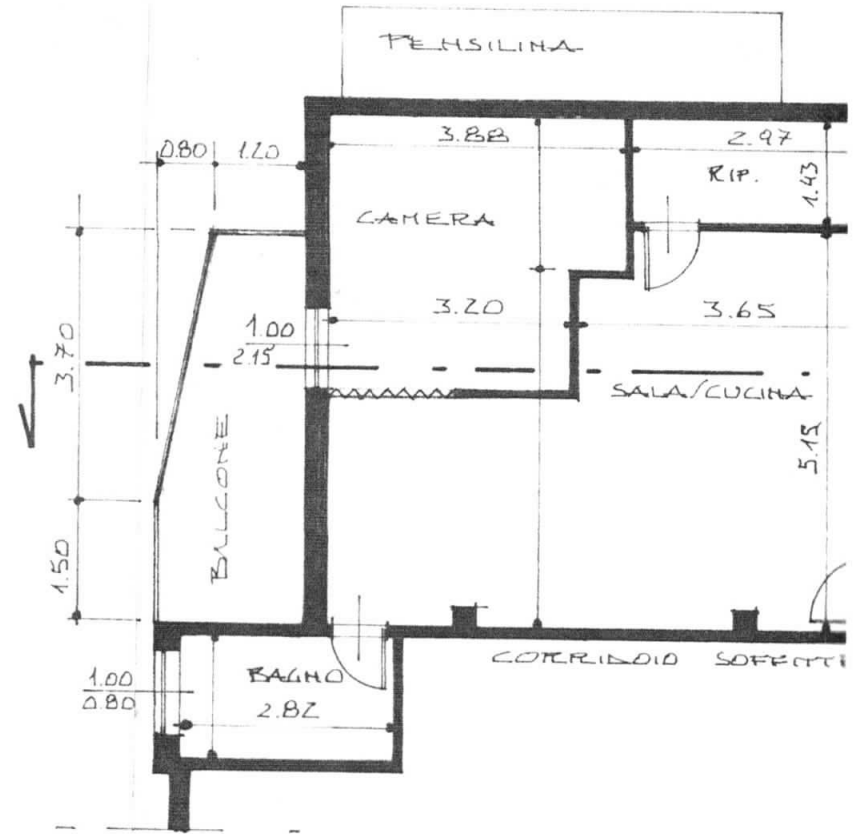 PENSILINA
0.80
1.20
3.88
2.97
RIP.
1.43
CAMERA
3.20
3.65
1.00
2.15
3.70
SALA/CUCINA
BALCONE
5.15
1.50
CORRIDOIO SOFFITT
1.00
0.80
BAGNO
2.82